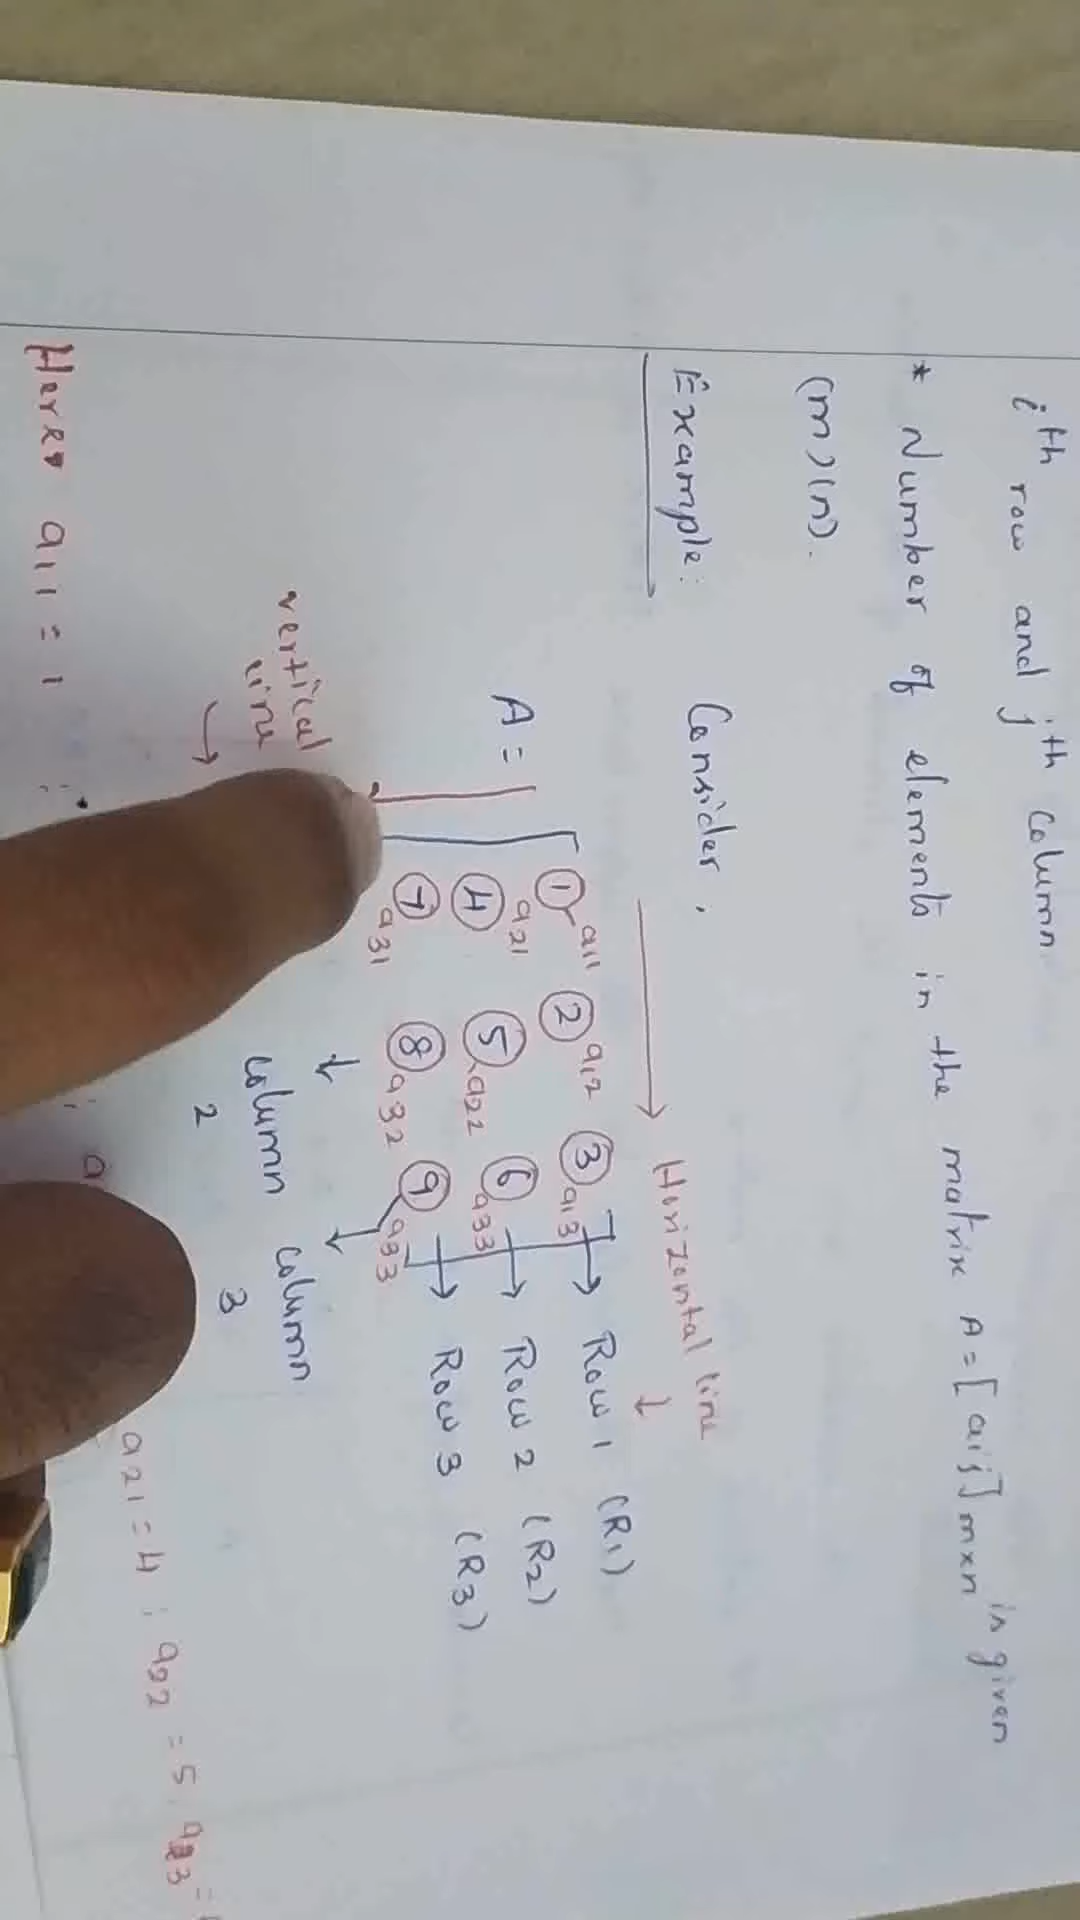 ith row and jth column
* Number of elements in the matrix A = [aij] mxn is given
(m)(n).
Example: Consider,
Horizontal line
↓
A =
1 a11 2 a12 3 a13 → Row 1 (R1)
4 a21 5 a22 6 a33 → Row 2 (R2)
7 a31 8 a32 9 a33 → Row 3 (R3)
vertical line
column 2 column 3
Here, a11 = 1
a21 = 4 ; a22 = 5